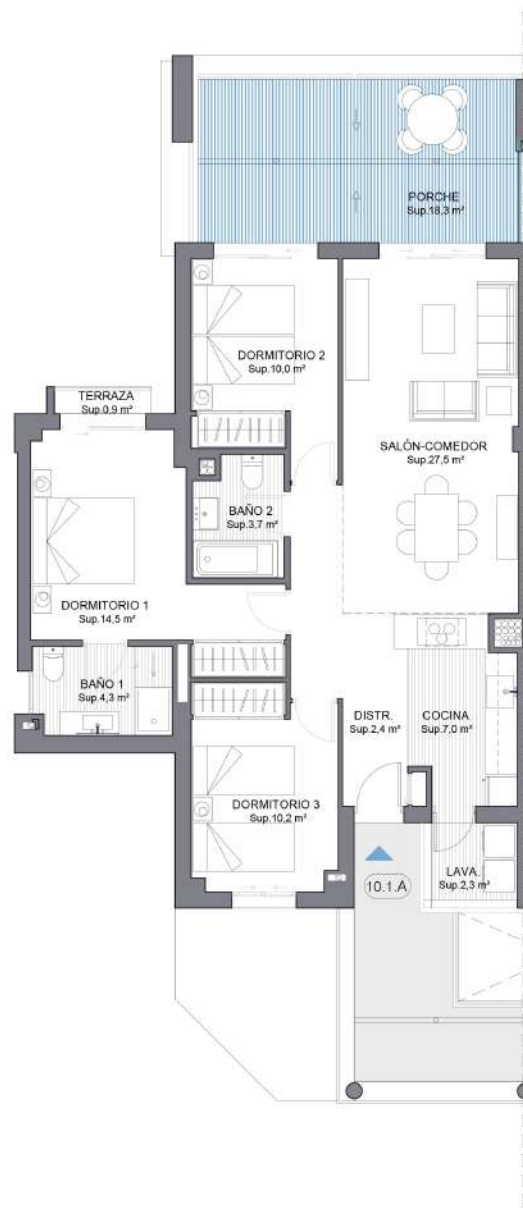 PORCHE
Sup.18,3 m²
DORMITORIO 2
Sup.10,0 m²
TERRAZA
Sup.0,9 m²
SALÓN-COMEDOR
Sup.27,5 m²
BAÑO 2
Sup.3,7 m²
DORMITORIO 1
Sup.14,5 m²
BAÑO 1
Sup.4,3 m²
DISTR.
Sup.2,4 m²
COCINA
Sup.7,0 m²
DORMITORIO 3
Sup.10,2 m²
10.1.A
LAVA.
Sup.2,3 m²